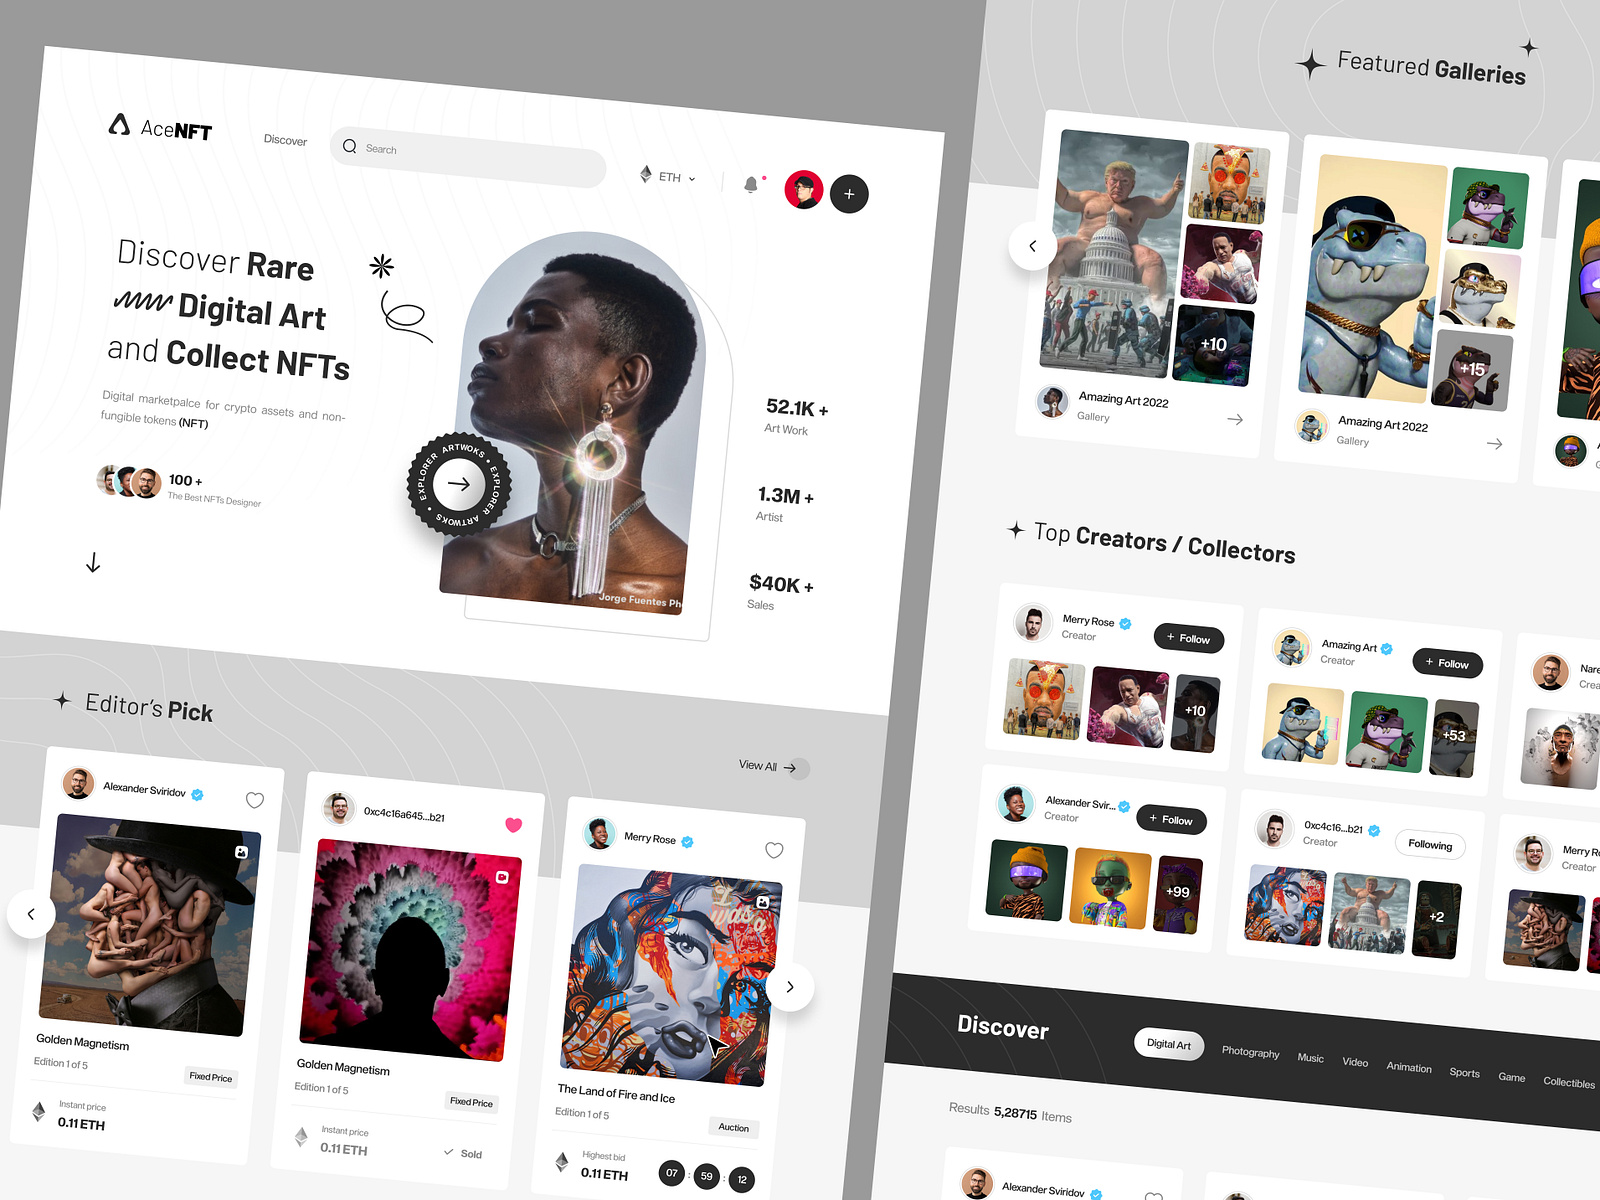 AceNFT
Discover
Search
ETH
Discover Rare
Digital Art
and Collect NFTs
Digital marketpalce for crypto assets and non-
fungible tokens (NFT)
100 +
The Best NFTs Designer
EXPLORER ARTWOKS • EXPLORER ARTWOKS •
Jorge Fuentes Ph
52.1K +
Art Work
1.3M +
Artist
$40K +
Sales
Editor's Pick
View All
Alexander Sviridov
Golden Magnetism
Edition 1 of 5
Fixed Price
Instant price
0.11 ETH
0xc4c16a645...b21
Golden Magnetism
Edition 1 of 5
Fixed Price
Instant price
0.11 ETH
Sold
Merry Rose
I
was
The Land of Fire and Ice
Edition 1 of 5
Auction
Highest bid
0.11 ETH
07 : 59 : 12
Featured Galleries
+10
Amazing Art 2022
Gallery
+15
Amazing Art 2022
Gallery
Top Creators / Collectors
Merry Rose
Creator
+ Follow
+10
Amazing Art
Creator
+ Follow
+53
Nare
Crea
Alexander Svir...
Creator
+ Follow
+99
0xc4c16...b21
Creator
Following
+2
Merry R
Creator
Discover
Digital Art
Photography
Music
Video
Animation
Sports
Game
Collectibles
Results 5,28715 Items
Alexander Sviridov